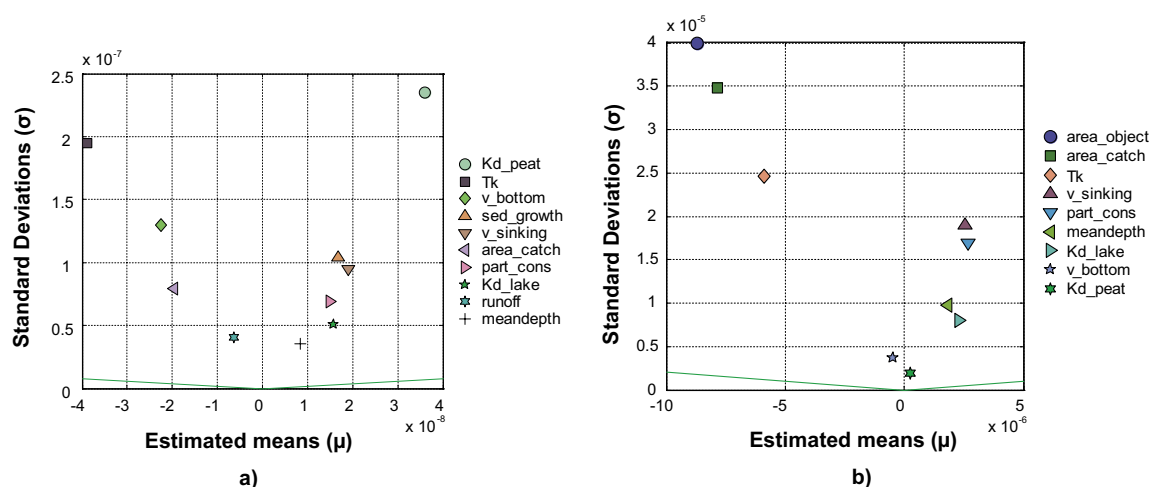 x 10⁻⁷
2.5
2
1.5
1
0.5
0
Standard Deviations (σ)
-4 -3 -2 -1 0 1 2 3 4
x 10⁻⁸
Estimated means (µ)
Kd_peat
Tk
v_bottom
sed_growth
v_sinking
area_catch
part_cons
Kd_lake
runoff
meandepth
a)
x 10⁻⁵
4
3.5
3
2.5
2
1.5
1
0.5
0
Standard Deviations (σ)
-10 -5 0 5
x 10⁻⁶
Estimated means (µ)
area_object
area_catch
Tk
v_sinking
part_cons
meandepth
Kd_lake
v_bottom
Kd_peat
b)